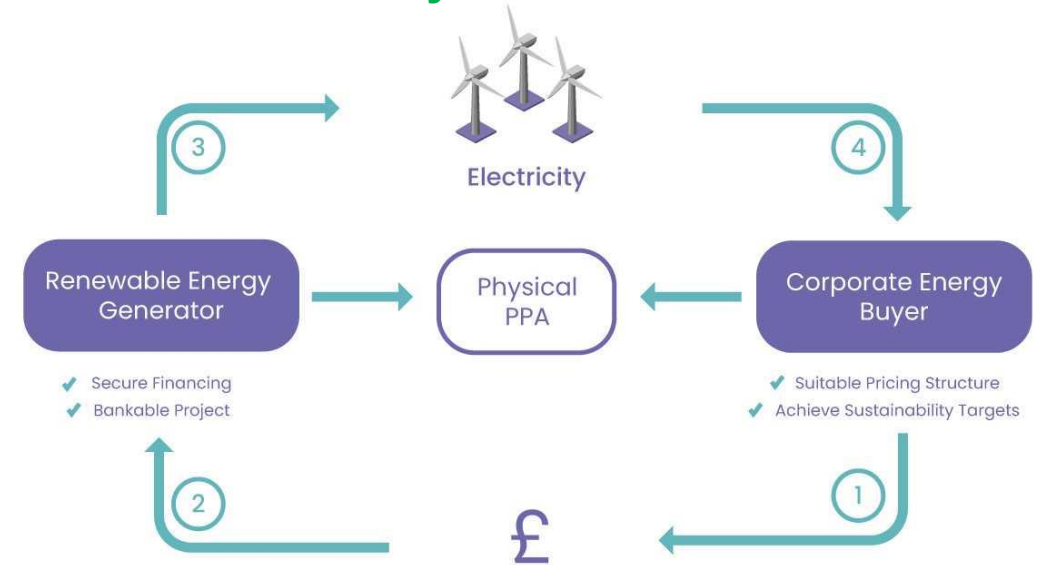 3
4
Electricity
Renewable Energy
Generator
Physical
PPA
Corporate Energy
Buyer
Secure Financing
Bankable Project
Suitable Pricing Structure
Achieve Sustainability Targets
2
£
1